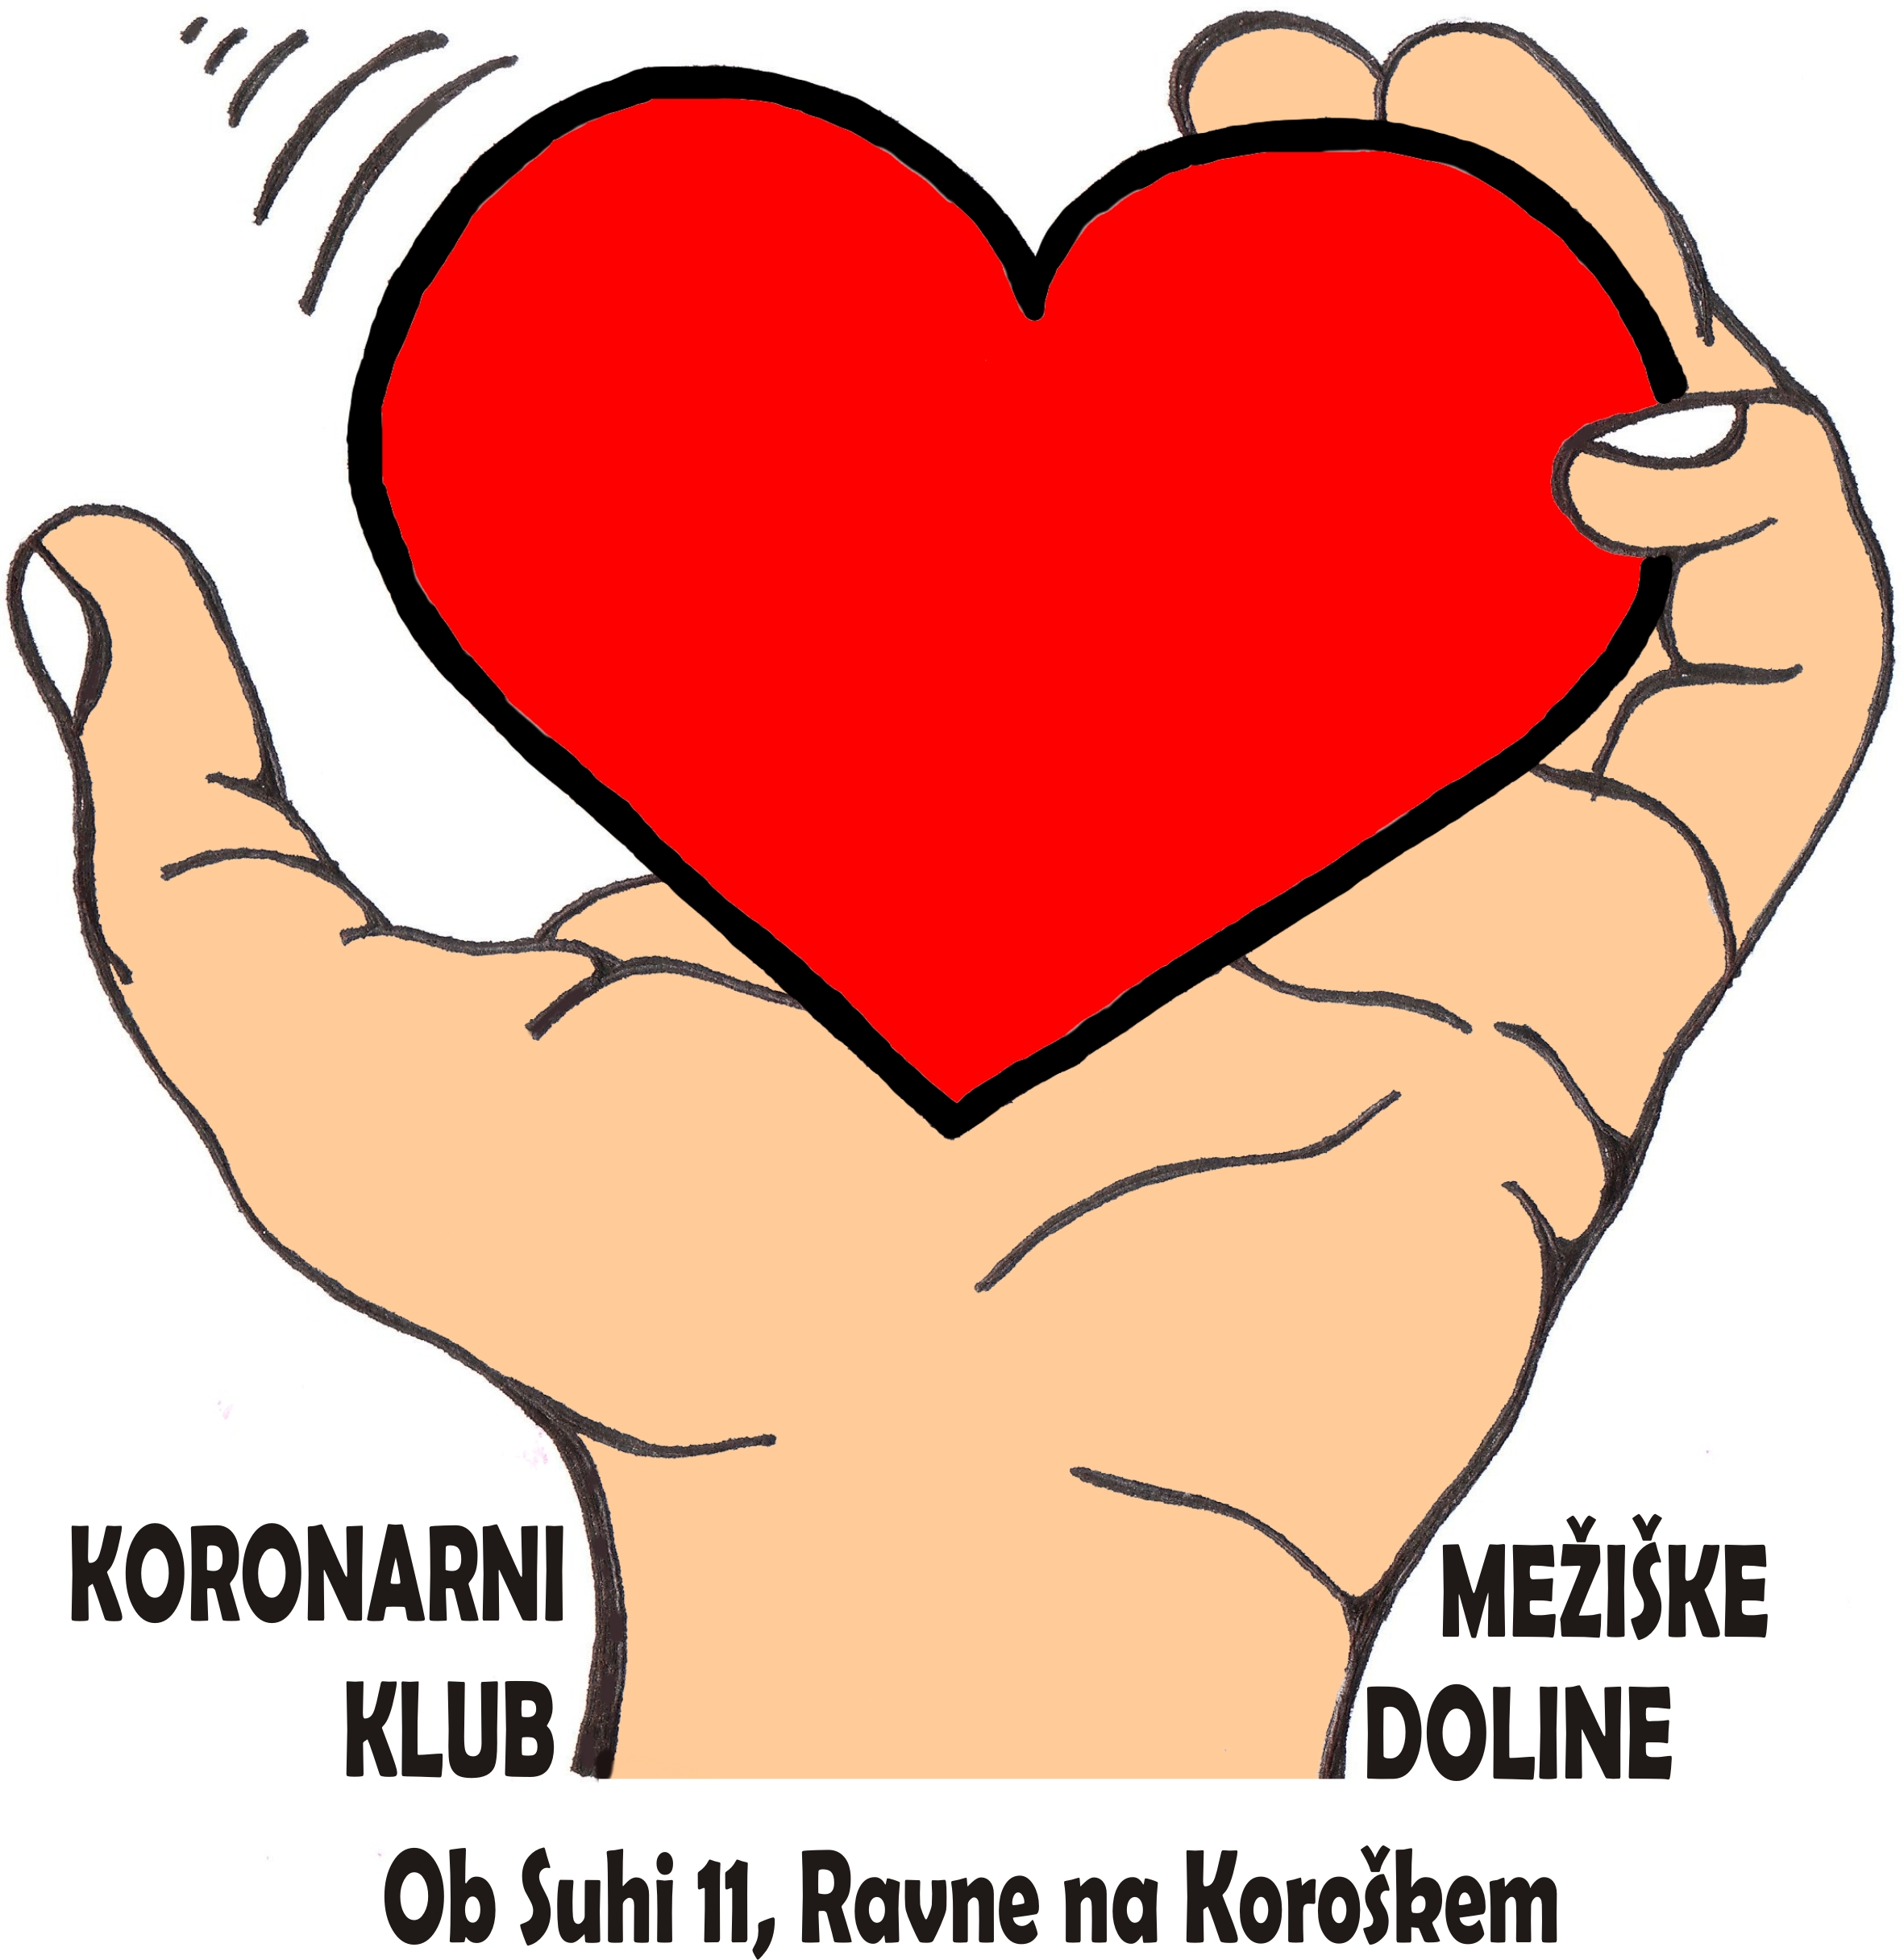 KORONARNI
KLUB
MEŽIŠKE
DOLINE
Ob Suhi 11, Ravne na Koroškem